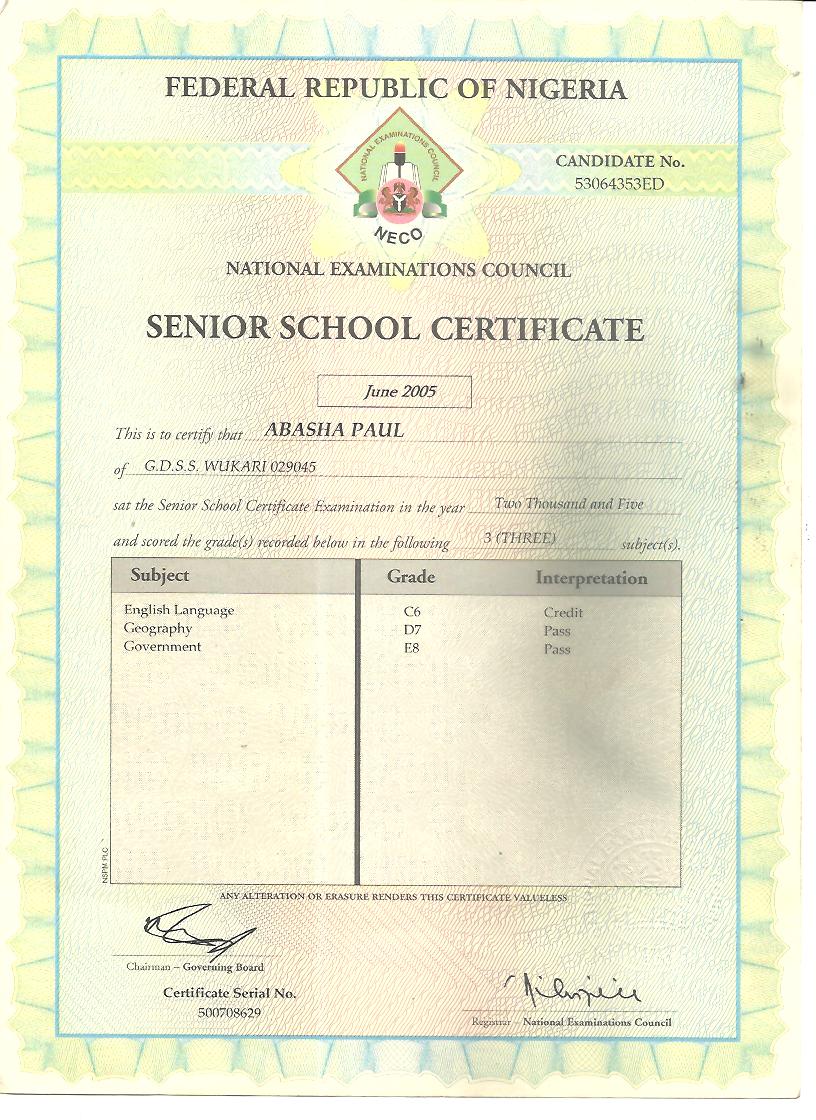 FEDERAL REPUBLIC OF NIGERIA
NATIONAL EXAMINATIONS COUNCIL
NECO
CANDIDATE No.
53064353ED
NATIONAL EXAMINATIONS COUNCIL
SENIOR SCHOOL CERTIFICATE
June 2005
This is to certify that ABASHA PAUL
of G.D.S.S. WUKARI 029045
sat the Senior School Certificate Examination in the year Two Thousand and Five
and scored the grade(s) recorded below in the following 3 (THREE) subject(s).
Subject Grade Interpretation
English Language C6 Credit
Geography D7 Pass
Government E8 Pass
NSPM PLC
ANY ALTERATION OR ERASURE RENDERS THIS CERTIFICATE VALUELESS
Chairman – Governing Board
Certificate Serial No.
500708629
Registrar – National Examinations Council